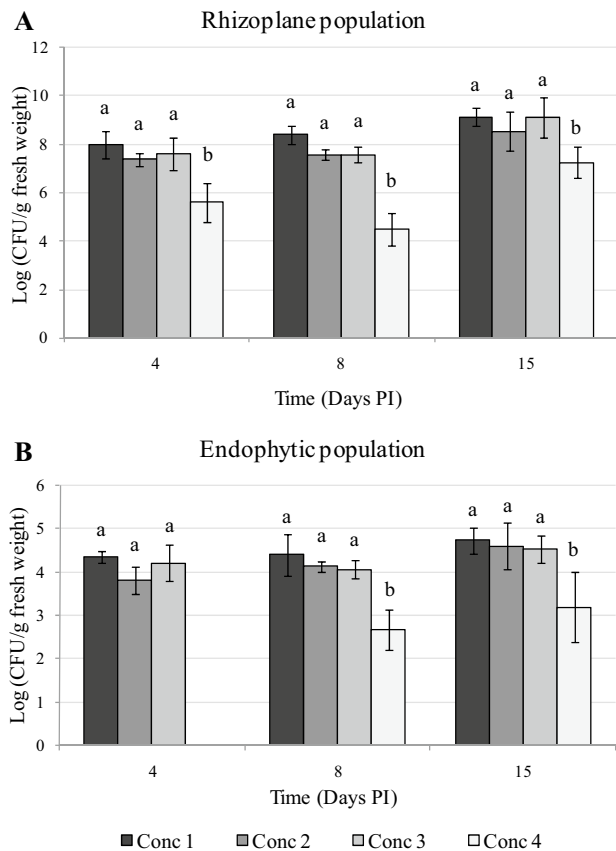 A Rhizoplane population
Log (CFU/g fresh weight)
12
10
8
6
4
2
0
a a a b
a a a b
a a a b
4 8 15
Time (Days PI)
B Endophytic population
Log (CFU/g fresh weight)
6
5
4
3
2
1
0
a a a
a a a b
a a a b
4 8 15
Time (Days PI)
Conc 1 Conc 2 Conc 3 Conc 4